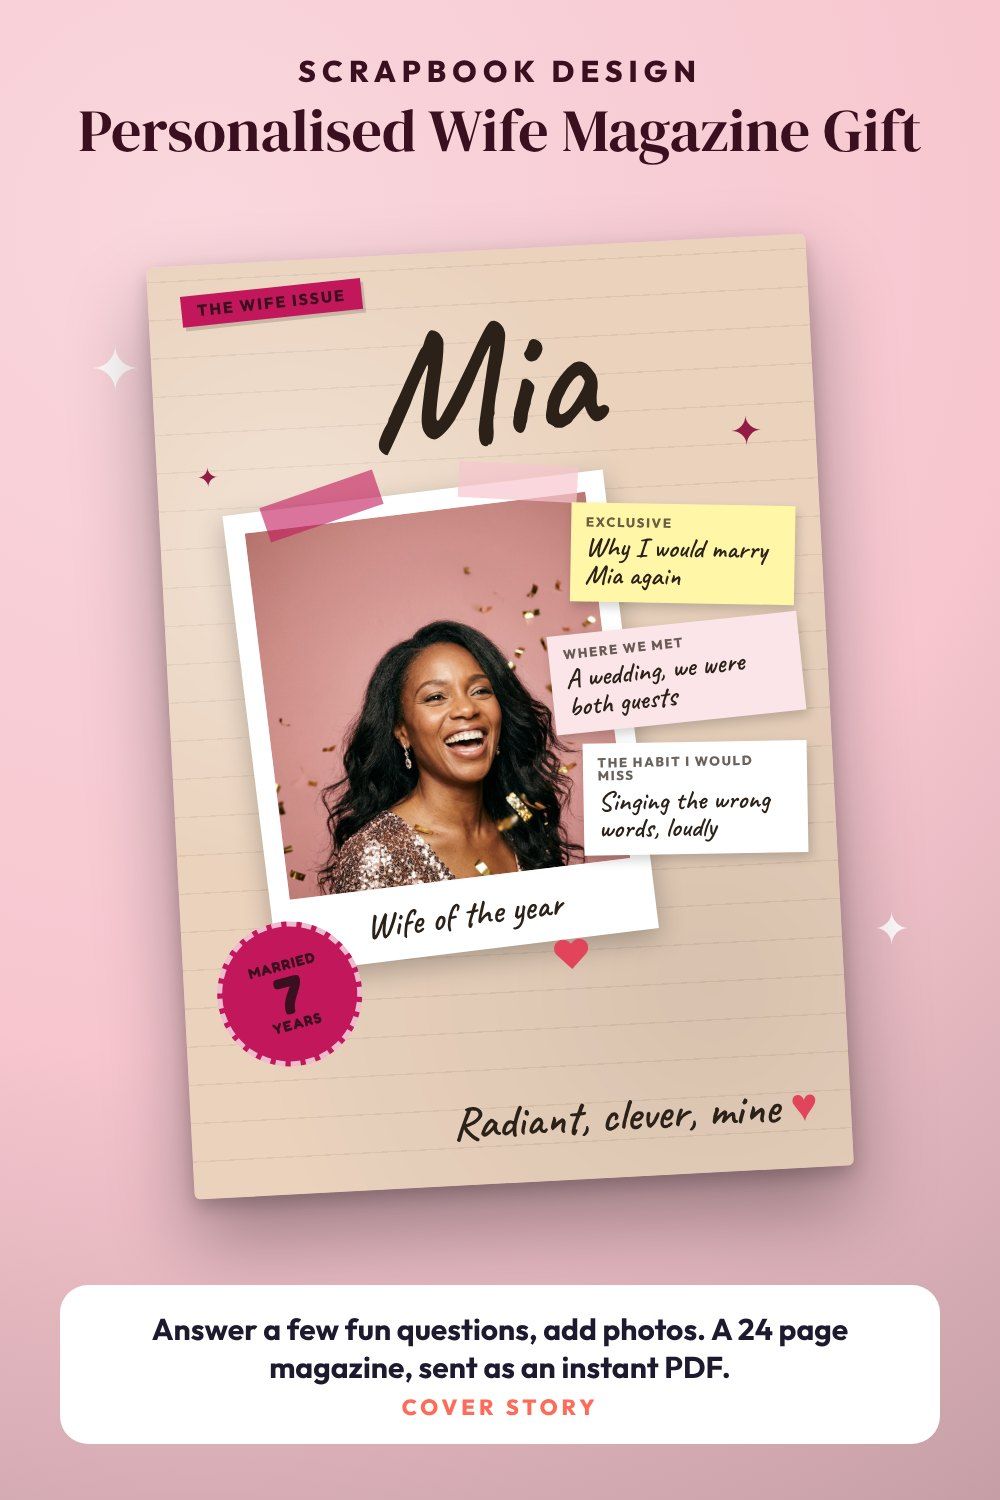 SCRAPBOOK DESIGN
Personalised Wife Magazine Gift
THE WIFE ISSUE
Mia
EXCLUSIVE
Why I would marry
Mia again
WHERE WE MET
A wedding, we were
both guests
THE HABIT I WOULD
MISS
Singing the wrong
words, loudly
Wife of the year
MARRIED
7
YEARS
Radiant, clever, mine
Answer a few fun questions, add photos. A 24 page
magazine, sent as an instant PDF.
COVER STORY